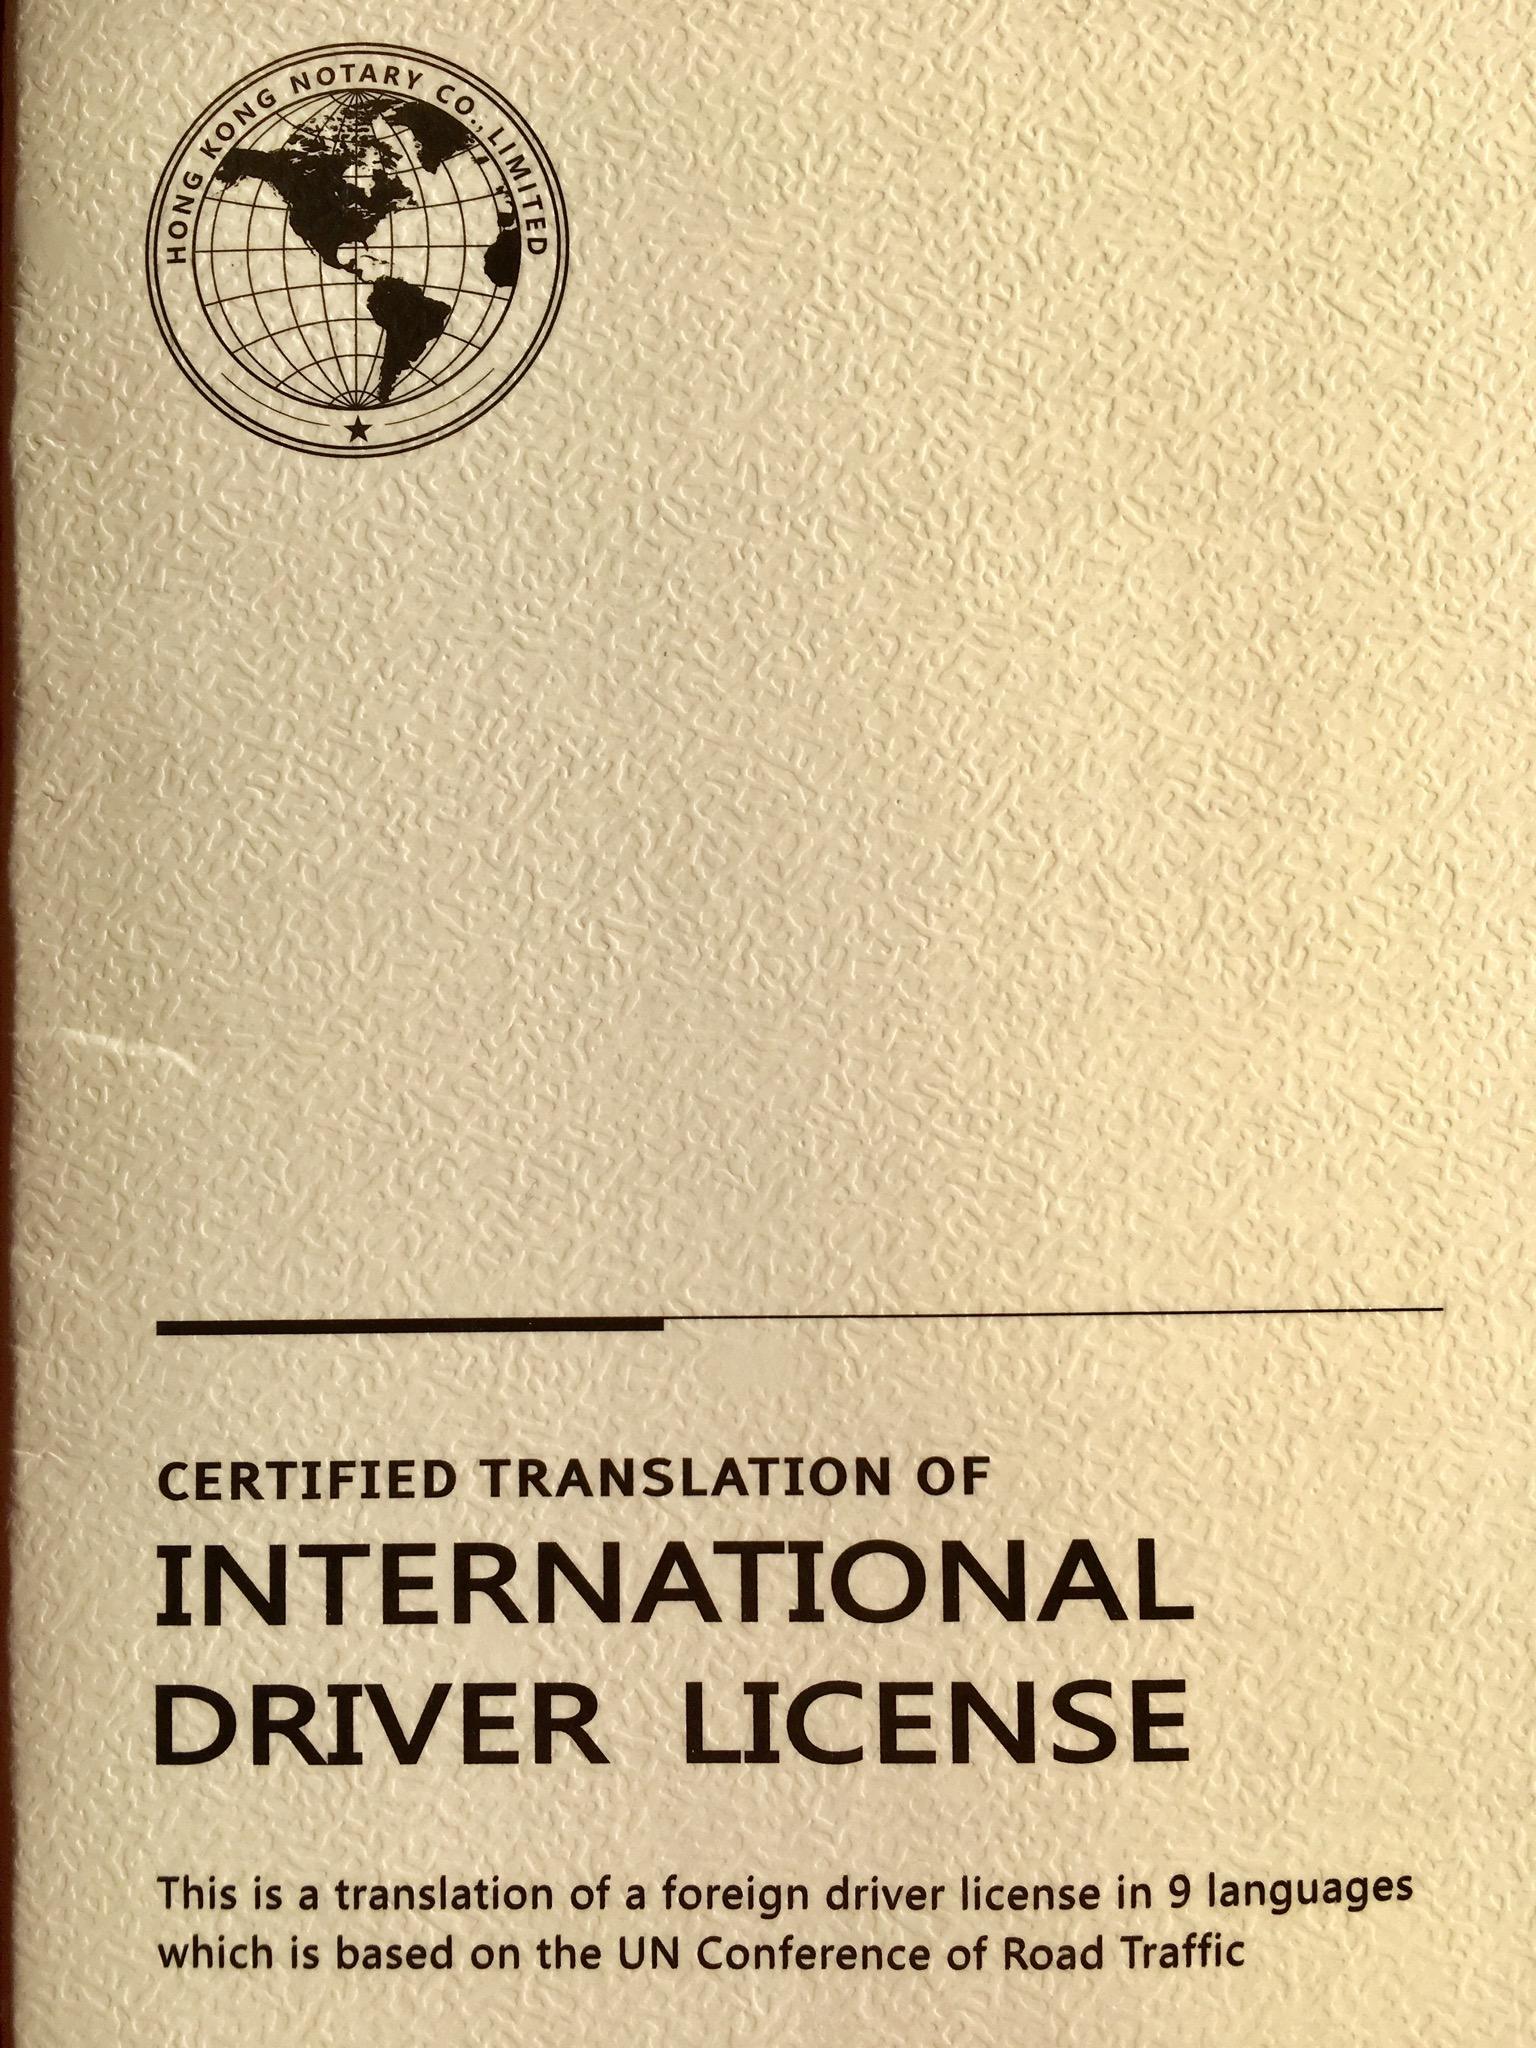 HONG KONG NOTARY CO., LIMITED
CERTIFIED TRANSLATION OF
INTERNATIONAL
DRIVER LICENSE
This is a translation of a foreign driver license in 9 languages
which is based on the UN Conference of Road Traffic